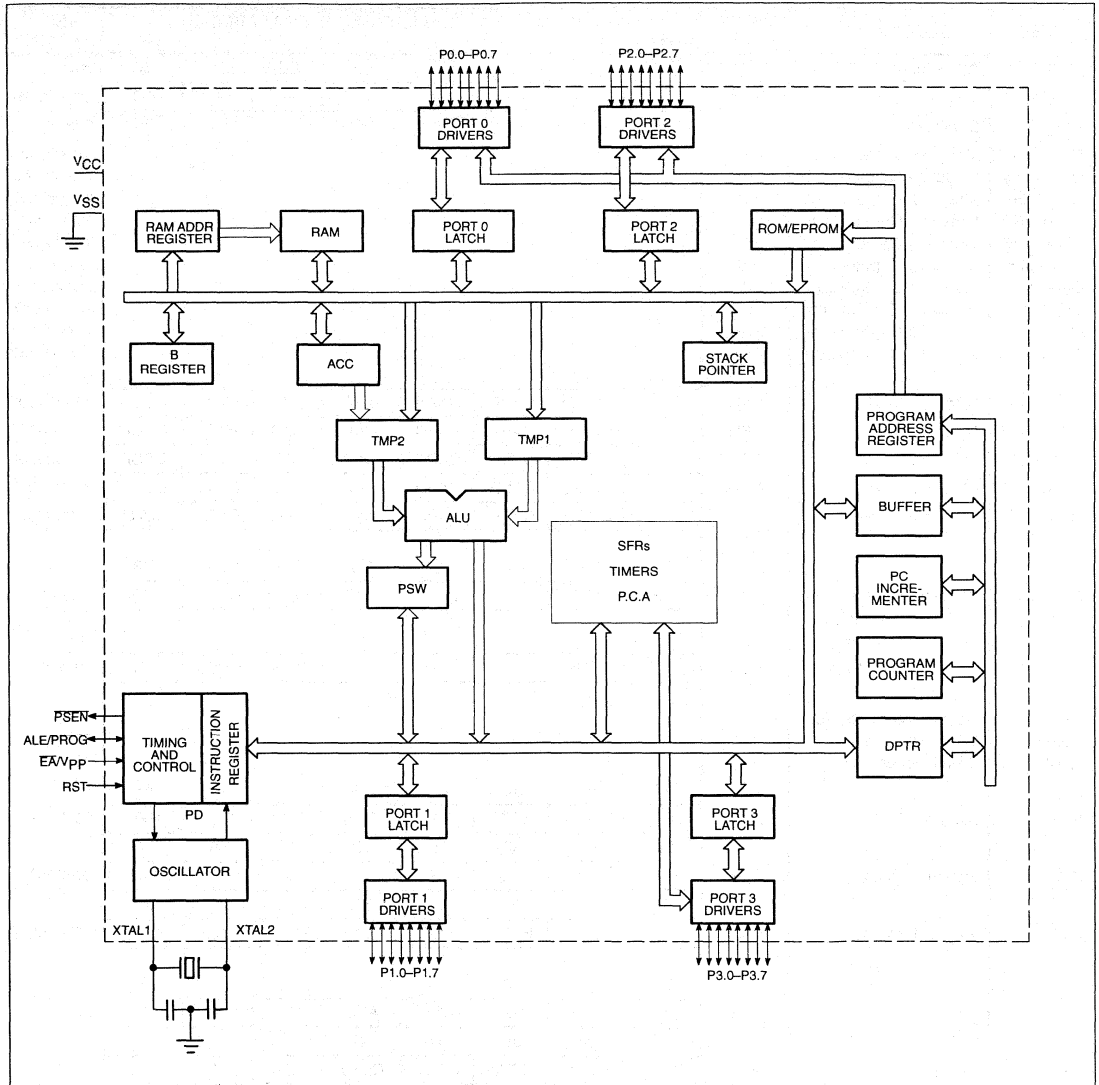 P0.0–P0.7
P2.0–P2.7
PORT 0
DRIVERS
PORT 2
DRIVERS
VCC
VSS
RAM ADDR
REGISTER
RAM
PORT 0
LATCH
PORT 2
LATCH
ROM/EPROM
B
REGISTER
ACC
STACK
POINTER
TMP2
TMP1
PROGRAM
ADDRESS
REGISTER
ALU
BUFFER
SFRs
TIMERS
P.C.A
PSW
PC
INCRE-
MENTER
PROGRAM
COUNTER
PSEN
ALE/PROG
EA/VPP
RST
TIMING
AND
CONTROL
INSTRUCTION
REGISTER
DPTR
PD
PORT 1
LATCH
PORT 3
LATCH
OSCILLATOR
PORT 1
DRIVERS
PORT 3
DRIVERS
XTAL1
XTAL2
P1.0–P1.7
P3.0–P3.7